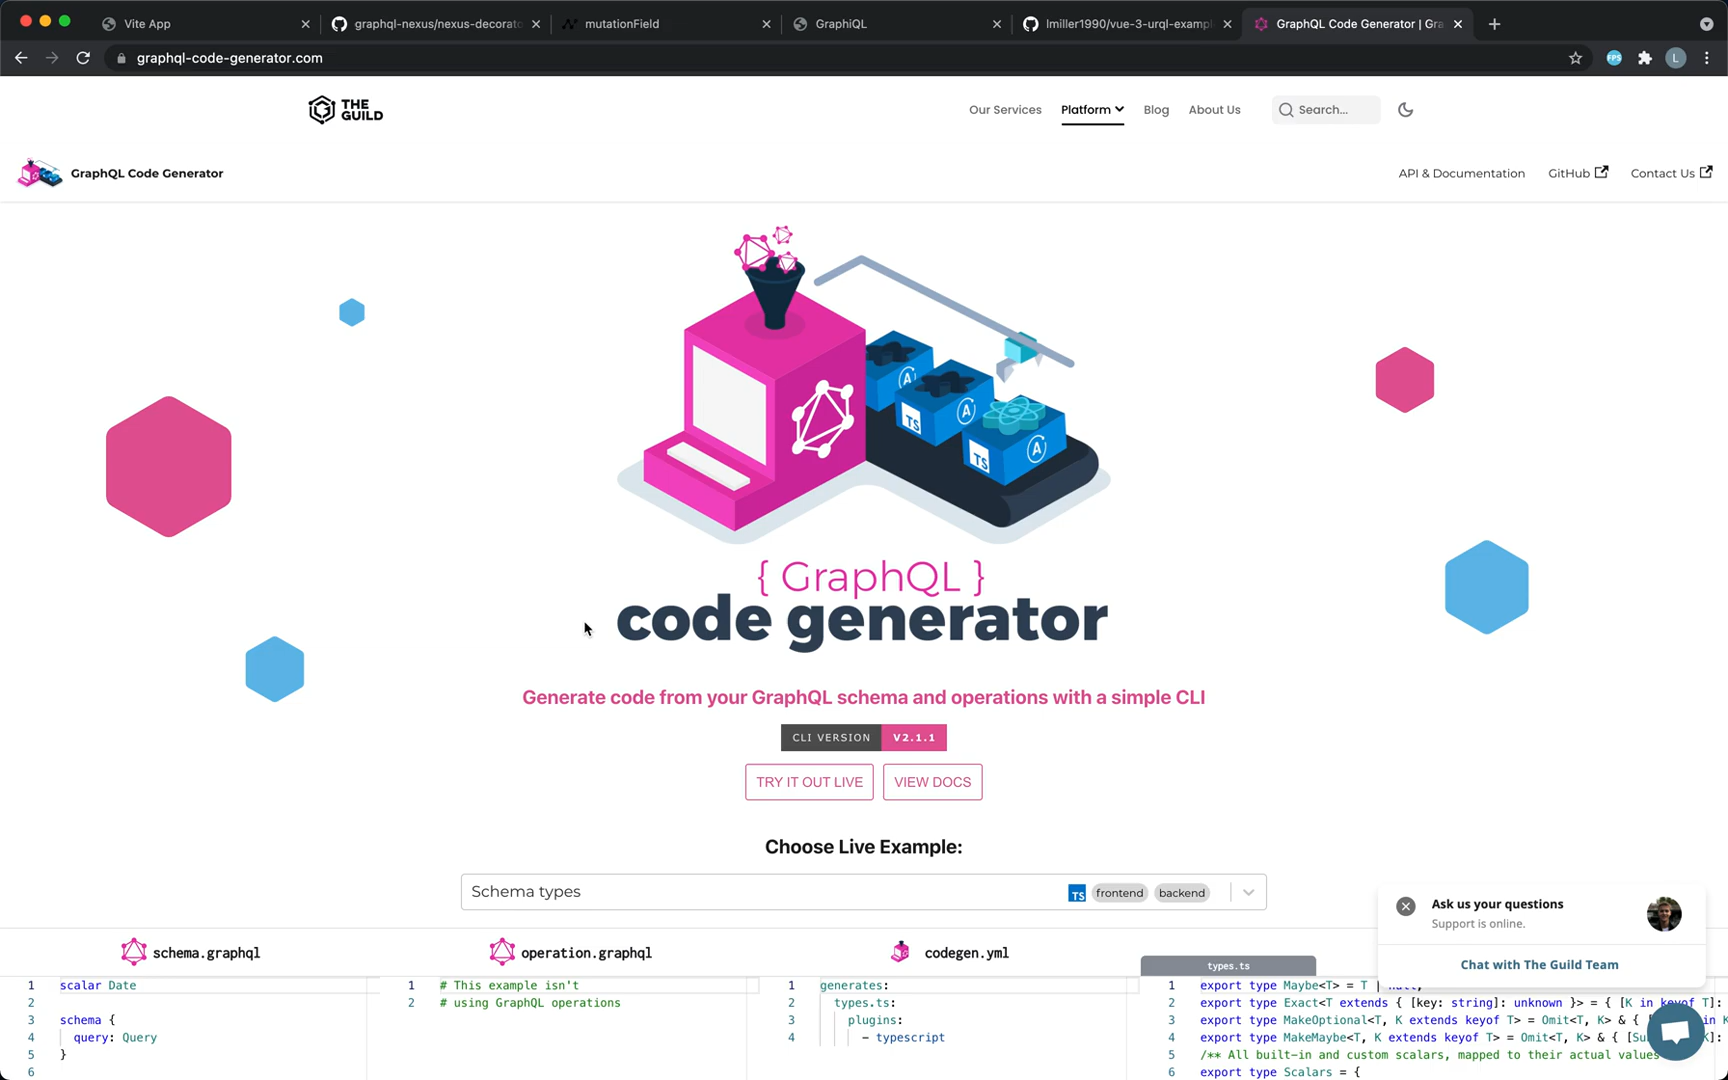 Vite App
graphql-nexus/nexus-decorato
mutationField
GraphiQL
lmiller1990/vue-3-urql-example
GraphQL Code Generator | Gra
graphql-code-generator.com
FPS
L
THE
GUILD
Our Services
Platform
Blog
About Us
Search...
GraphQL Code Generator
API & Documentation
GitHub
Contact Us
A
TS
A
TS
A
{ GraphQL }
code generator
Generate code from your GraphQL schema and operations with a simple CLI
CLI VERSION V2.1.1
TRY IT OUT LIVE
VIEW DOCS
Choose Live Example:
Schema types
TS
frontend
backend
Ask us your questions
Support is online.
Chat with The Guild Team
schema.graphql
1 scalar Date
2
3 schema {
4 query: Query
5 }
6
operation.graphql
1 # This example isn't
2 # using GraphQL operations
codegen.yml
1 generates:
2 types.ts:
3 plugins:
4 - typescript
types.ts
1 export type Maybe<T> = T | null;
2 export type Exact<T extends { [key: string]: unknown }> = { [K in keyof T]:
3 export type MakeOptional<T, K extends keyof T> = Omit<T, K> & { [
4 export type MakeMaybe<T, K extends keyof T> = Omit<T, K> & { [Su
5 /** All built-in and custom scalars, mapped to their actual values
6 export type Scalars = {